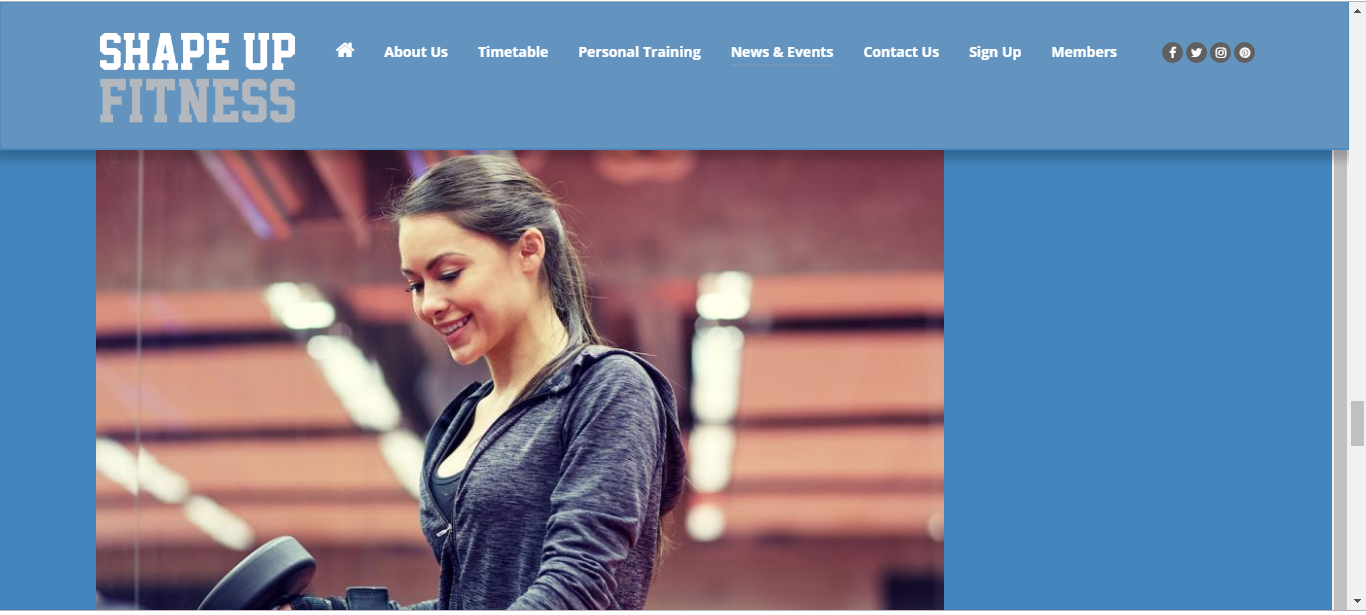 SHAPE UP
FITNESS
About Us
Timetable
Personal Training
News & Events
Contact Us
Sign Up
Members